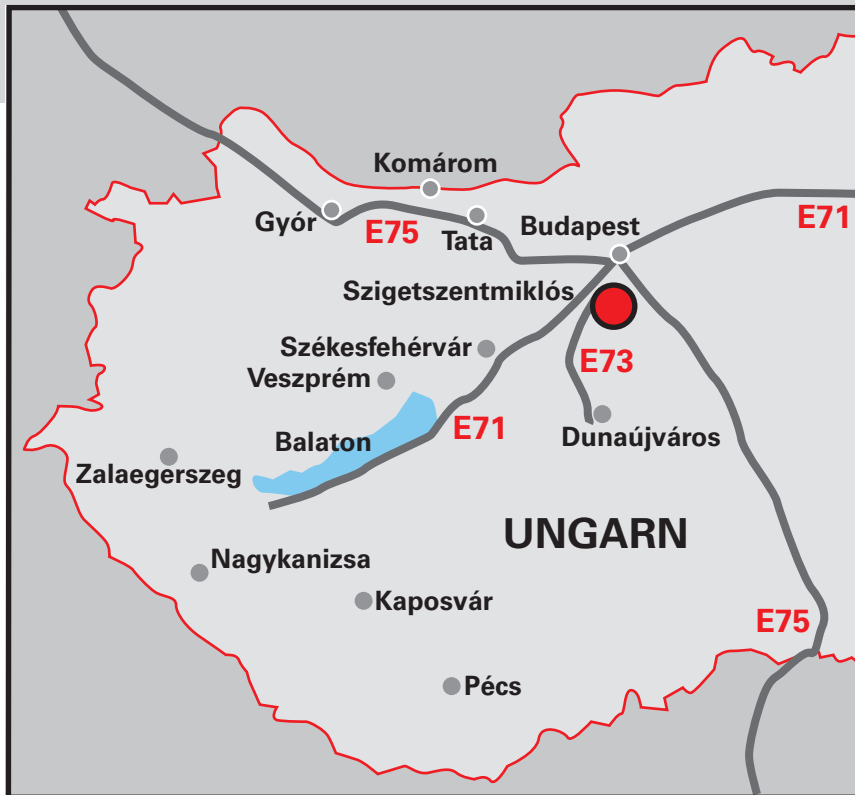 Komárom
Győr
E75
Tata
Budapest
E71
Szigetszentmiklós
Székesfehérvár
E73
Veszprém
Balaton
E71
Dunaújváros
Zalaegerszeg
UNGARN
Nagykanizsa
Kaposvár
E75
Pécs